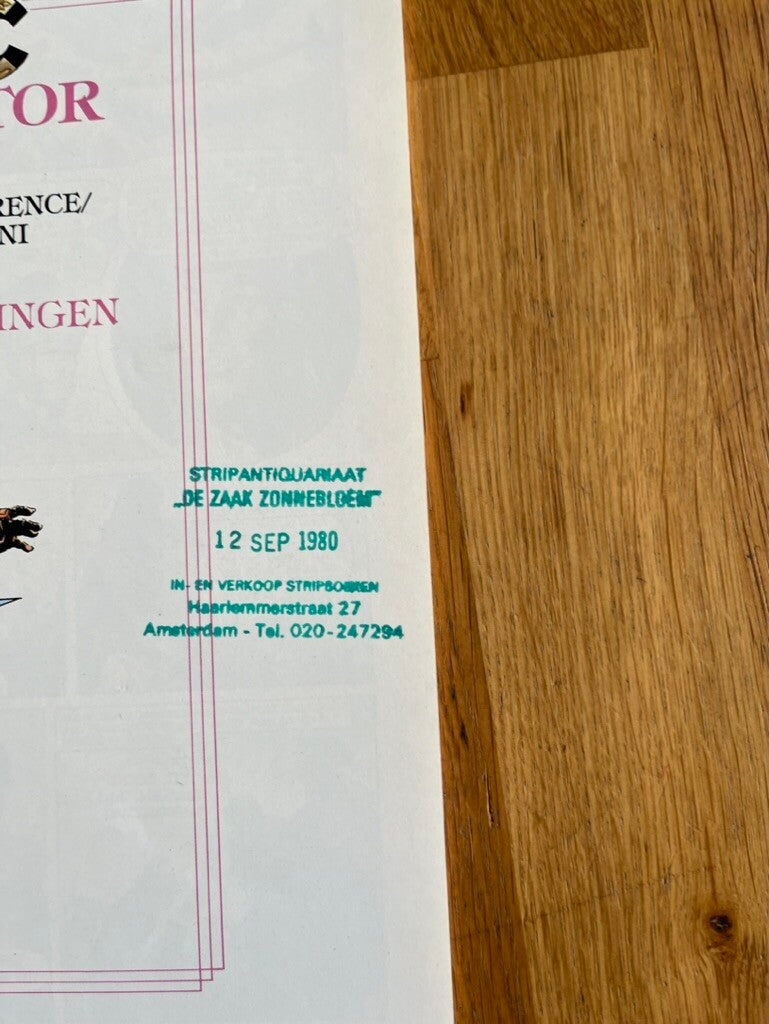 TOR
RENCE/
NI
INGEN
STRIPANTIQUARIAAT
„DE ZAAK ZONNEBLOEM"
12 SEP 1980
IN- EN VERKOOP STRIPBOEKEN
Haarlemmerstraat 27
Amsterdam - Tel. 020-247294